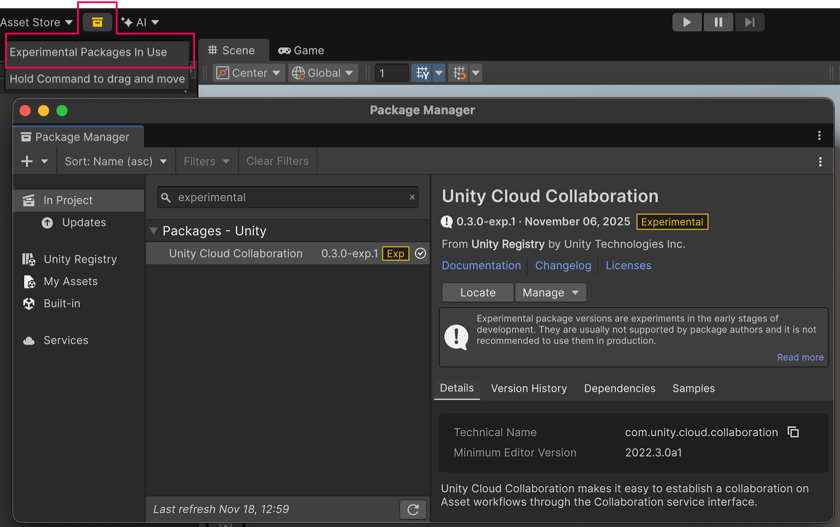 Asset Store
AI
Experimental Packages In Use
Hold Command to drag and move
Scene
Game
Center
Global
1
Package Manager
Package Manager
Sort: Name (asc)
Filters
Clear Filters
In Project
Updates
Unity Registry
My Assets
Built-in
Services
experimental
Packages - Unity
Unity Cloud Collaboration 0.3.0-exp.1 Exp
Last refresh Nov 18, 12:59
Unity Cloud Collaboration
0.3.0-exp.1 · November 06, 2025 Experimental
From Unity Registry by Unity Technologies Inc.
Documentation Changelog Licenses
Locate Manage
Experimental package versions are experiments in the early stages of
development. They are usually not supported by package authors and it is not
recommended to use them in production.
Read more
Details Version History Dependencies Samples
Technical Name com.unity.cloud.collaboration
Minimum Editor Version 2022.3.0a1
Unity Cloud Collaboration makes it easy to establish a collaboration on
Asset workflows through the Collaboration service interface.